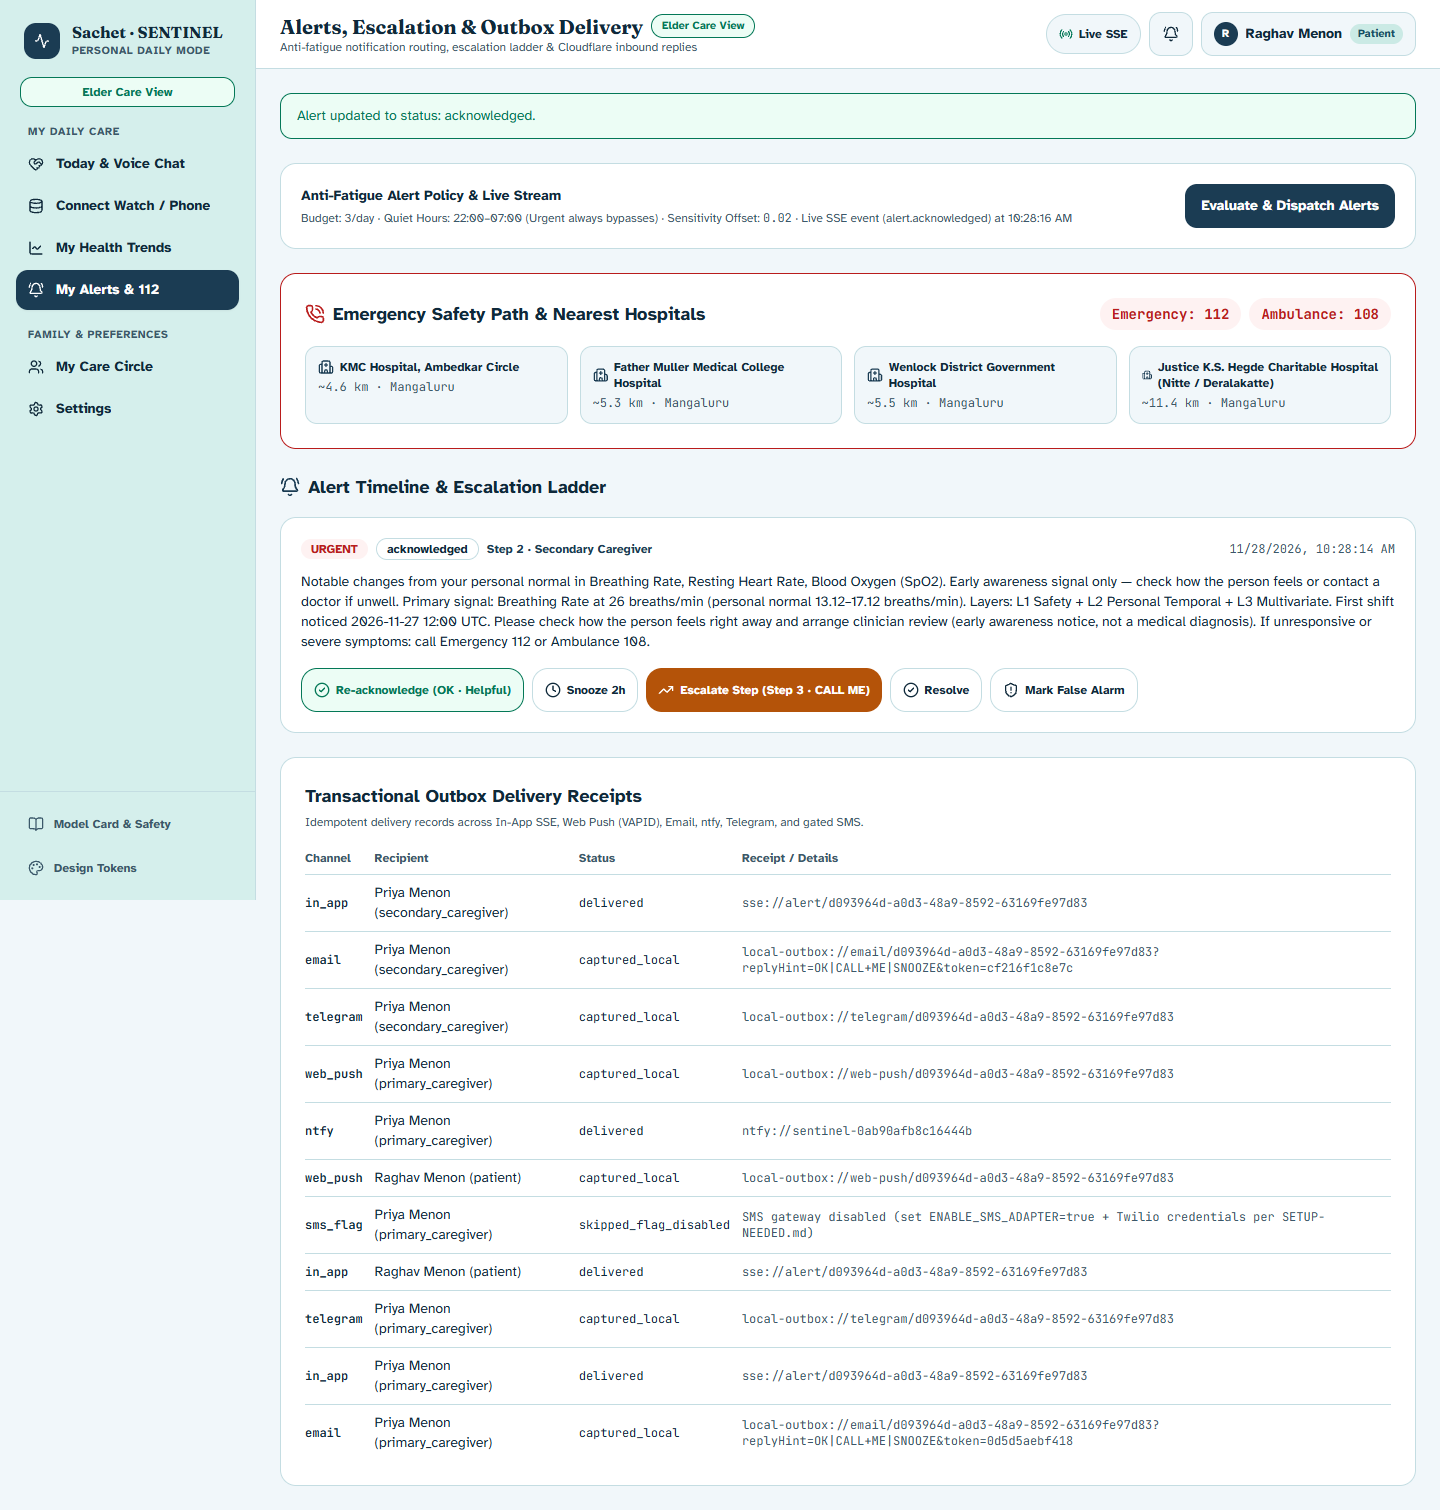 Sachet · SENTINEL
PERSONAL DAILY MODE
Elder Care View
MY DAILY CARE
Today & Voice Chat
Connect Watch / Phone
My Health Trends
My Alerts & 112
FAMILY & PREFERENCES
My Care Circle
Settings
Model Card & Safety
Design Tokens
Alerts, Escalation & Outbox Delivery
Elder Care View
Anti-fatigue notification routing, escalation ladder & Cloudflare inbound replies
Live SSE
R
Raghav Menon
Patient
Alert updated to status: acknowledged.
Anti-Fatigue Alert Policy & Live Stream
Budget: 3/day · Quiet Hours: 22:00–07:00 (Urgent always bypasses) · Sensitivity Offset: 0.02 · Live SSE event (alert.acknowledged) at 10:28:16 AM
Evaluate & Dispatch Alerts
Emergency Safety Path & Nearest Hospitals
Emergency: 112
Ambulance: 108
KMC Hospital, Ambedkar Circle
~4.6 km · Mangaluru
Father Muller Medical College
Hospital
~5.3 km · Mangaluru
Wenlock District Government
Hospital
~5.5 km · Mangaluru
Justice K.S. Hegde Charitable Hospital
(Nitte / Deralakatte)
~11.4 km · Mangaluru
Alert Timeline & Escalation Ladder
URGENT
acknowledged
Step 2 · Secondary Caregiver
11/28/2026, 10:28:14 AM
Notable changes from your personal normal in Breathing Rate, Resting Heart Rate, Blood Oxygen (SpO2). Early awareness signal only — check how the person feels or contact a
doctor if unwell. Primary signal: Breathing Rate at 26 breaths/min (personal normal 13.12–17.12 breaths/min). Layers: L1 Safety + L2 Personal Temporal + L3 Multivariate. First shift
noticed 2026-11-27 12:00 UTC. Please check how the person feels right away and arrange clinician review (early awareness notice, not a medical diagnosis). If unresponsive or
severe symptoms: call Emergency 112 or Ambulance 108.
Re-acknowledge (OK · Helpful)
Snooze 2h
Escalate Step (Step 3 · CALL ME)
Resolve
Mark False Alarm
Transactional Outbox Delivery Receipts
Idempotent delivery records across In-App SSE, Web Push (VAPID), Email, ntfy, Telegram, and gated SMS.
Channel Recipient Status Receipt / Details
in_app Priya Menon (secondary_caregiver) delivered sse://alert/d093964d-a0d3-48a9-8592-63169fe97d83
email Priya Menon (secondary_caregiver) captured_local local-outbox://email/d093964d-a0d3-48a9-8592-63169fe97d83?
replyHint=OK|CALL+ME|SNOOZE&token=cf216f1c8e7c
telegram Priya Menon (secondary_caregiver) captured_local local-outbox://telegram/d093964d-a0d3-48a9-8592-63169fe97d83
web_push Priya Menon (primary_caregiver) captured_local local-outbox://web-push/d093964d-a0d3-48a9-8592-63169fe97d83
ntfy Priya Menon (primary_caregiver) delivered ntfy://sentinel-0ab90afb8c16444b
web_push Raghav Menon (patient) captured_local local-outbox://web-push/d093964d-a0d3-48a9-8592-63169fe97d83
sms_flag Priya Menon (primary_caregiver) skipped_flag_disabled SMS gateway disabled (set ENABLE_SMS_ADAPTER=true + Twilio credentials per SETUP-
NEEDED.md)
in_app Raghav Menon (patient) delivered sse://alert/d093964d-a0d3-48a9-8592-63169fe97d83
telegram Priya Menon (primary_caregiver) captured_local local-outbox://telegram/d093964d-a0d3-48a9-8592-63169fe97d83
in_app Priya Menon (primary_caregiver) delivered sse://alert/d093964d-a0d3-48a9-8592-63169fe97d83
email Priya Menon (primary_caregiver) captured_local local-outbox://email/d093964d-a0d3-48a9-8592-63169fe97d83?
replyHint=OK|CALL+ME|SNOOZE&token=0d5d5aebf418